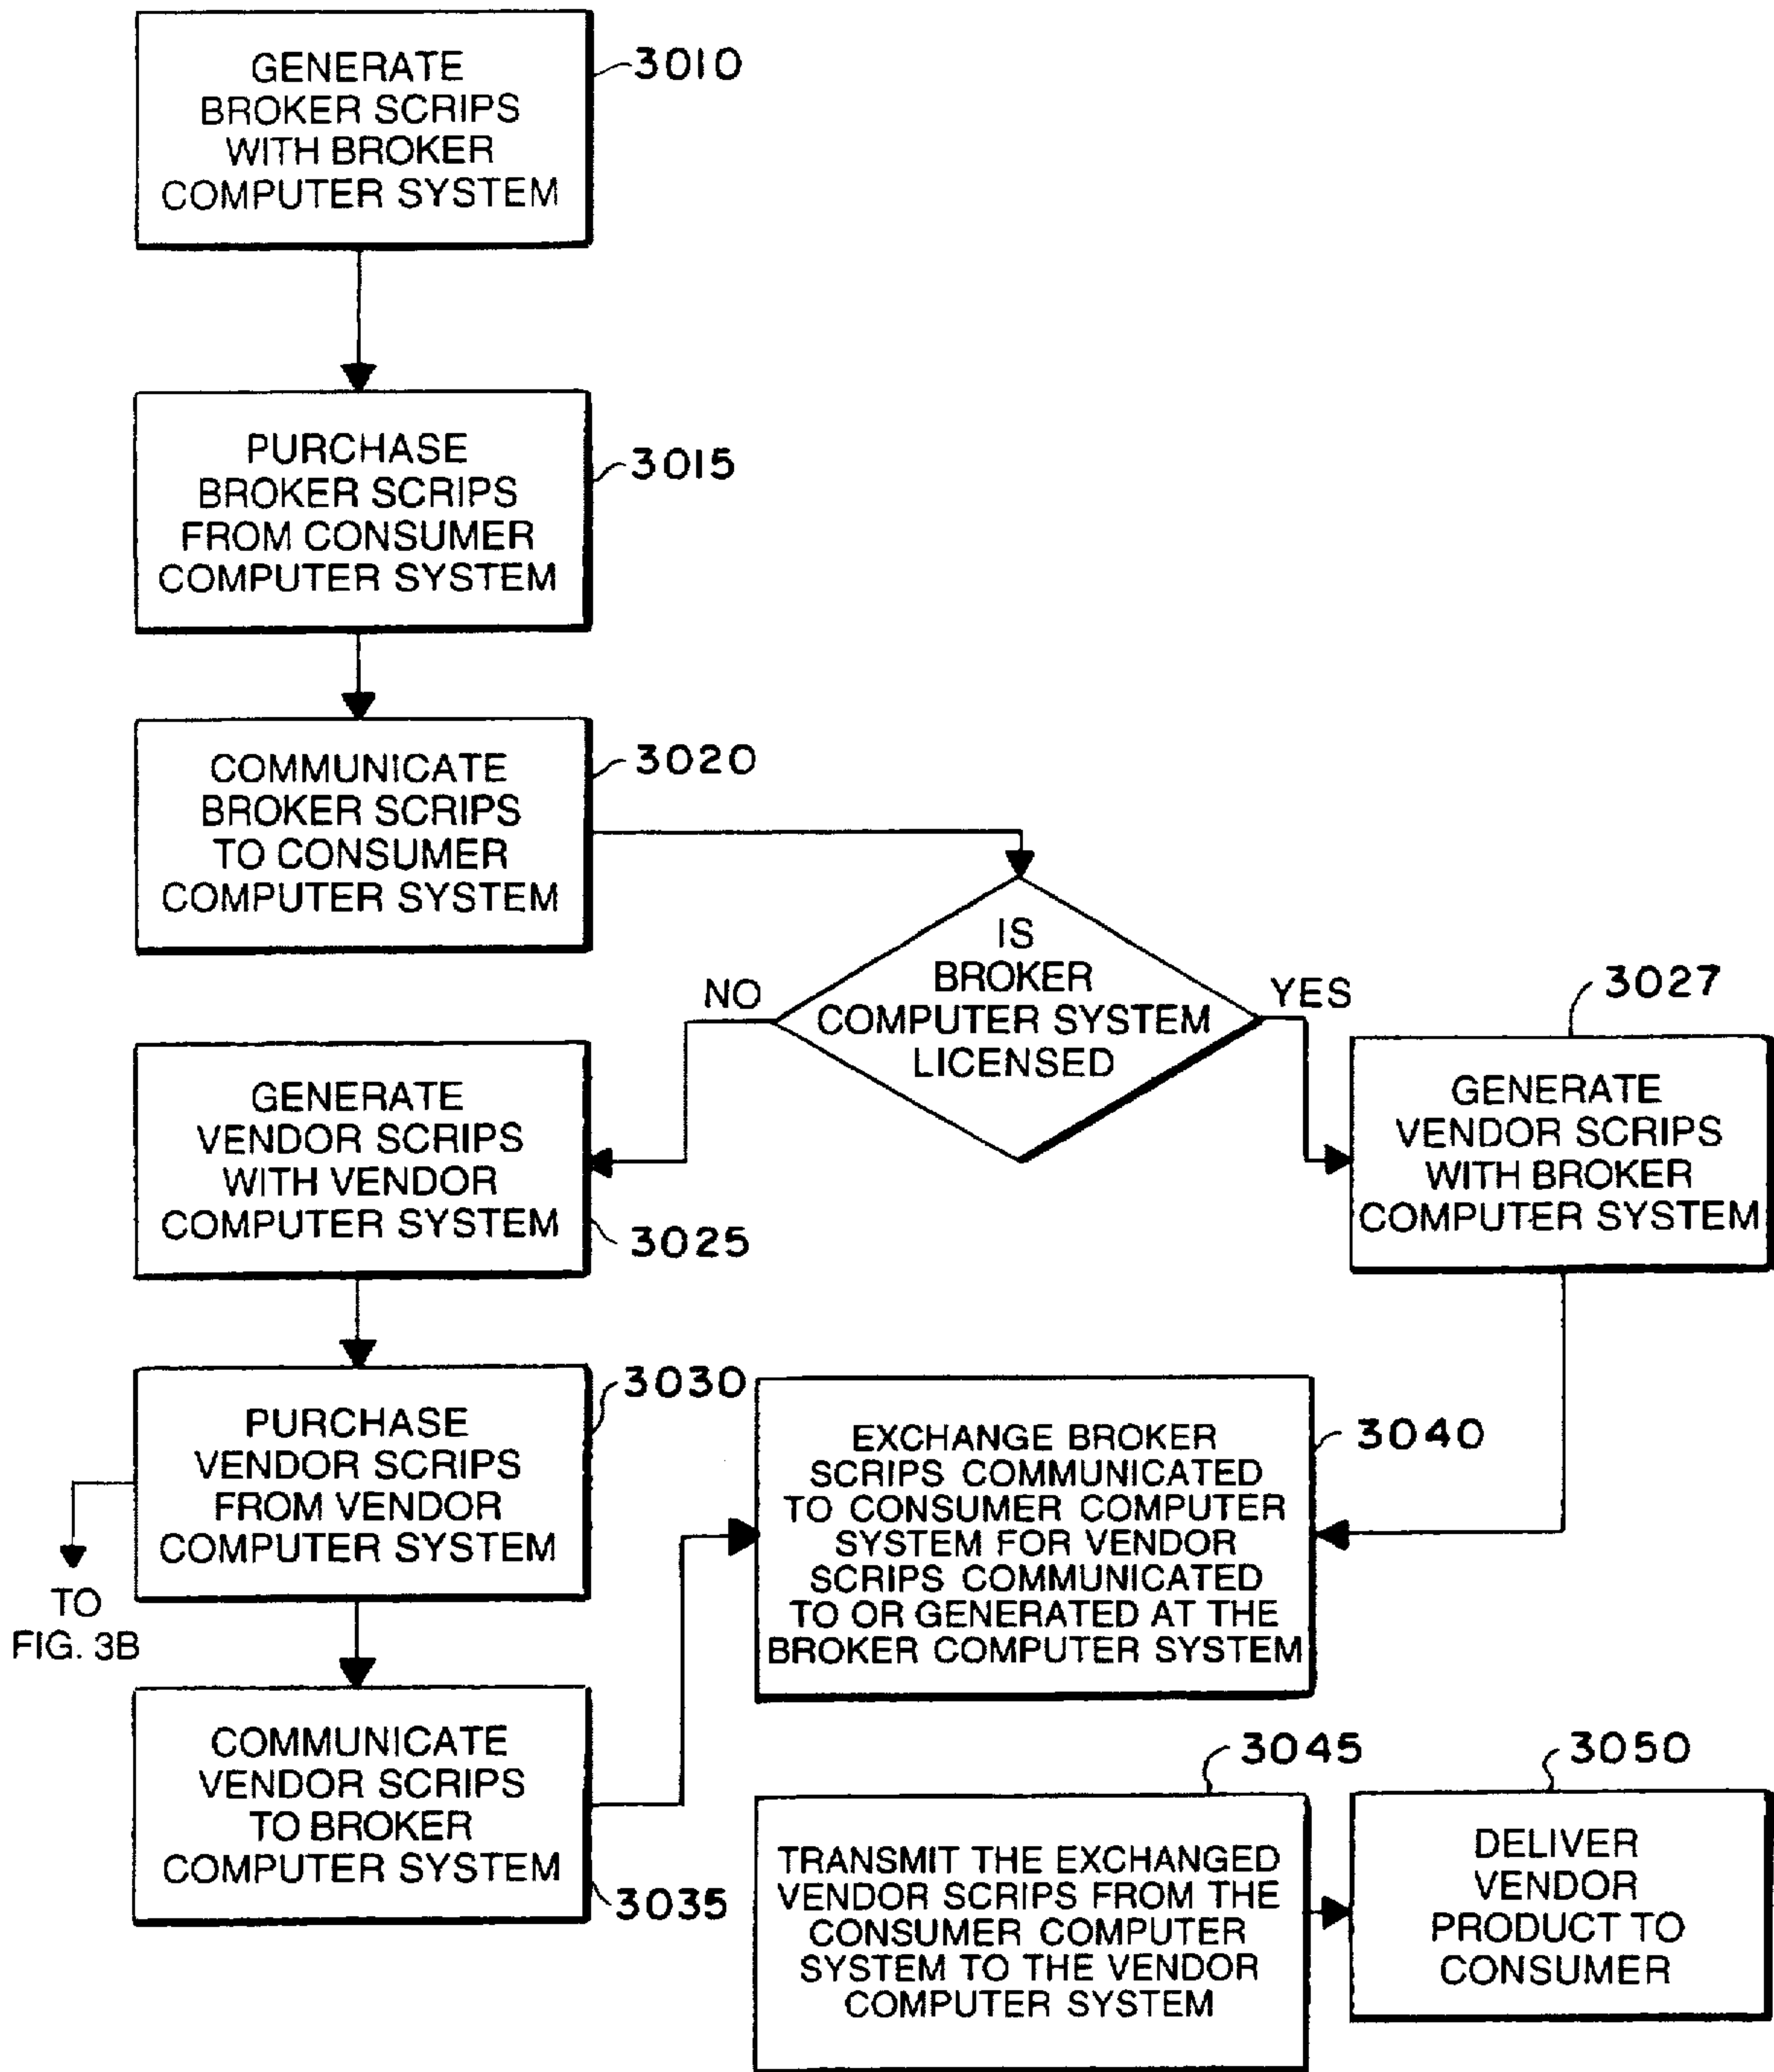 GENERATE
BROKER SCRIPS
WITH BROKER
COMPUTER SYSTEM
3010
PURCHASE
BROKER SCRIPS
FROM CONSUMER
COMPUTER SYSTEM
3015
COMMUNICATE
BROKER SCRIPS
TO CONSUMER
COMPUTER SYSTEM
3020
IS
BROKER
COMPUTER SYSTEM
LICENSED
NO
YES
GENERATE
VENDOR SCRIPS
WITH VENDOR
COMPUTER SYSTEM
3025
3027
GENERATE
VENDOR SCRIPS
WITH BROKER
COMPUTER SYSTEM
PURCHASE
VENDOR SCRIPS
FROM VENDOR
COMPUTER SYSTEM
3030
TO
FIG. 3B
COMMUNICATE
VENDOR SCRIPS
TO BROKER
COMPUTER SYSTEM
3035
EXCHANGE BROKER
SCRIPS COMMUNICATED
TO CONSUMER COMPUTER
SYSTEM FOR VENDOR
SCRIPS COMMUNICATED
TO OR GENERATED AT THE
BROKER COMPUTER SYSTEM
3040
3045
TRANSMIT THE EXCHANGED
VENDOR SCRIPS FROM THE
CONSUMER COMPUTER
SYSTEM TO THE VENDOR
COMPUTER SYSTEM
3050
DELIVER
VENDOR
PRODUCT TO
CONSUMER